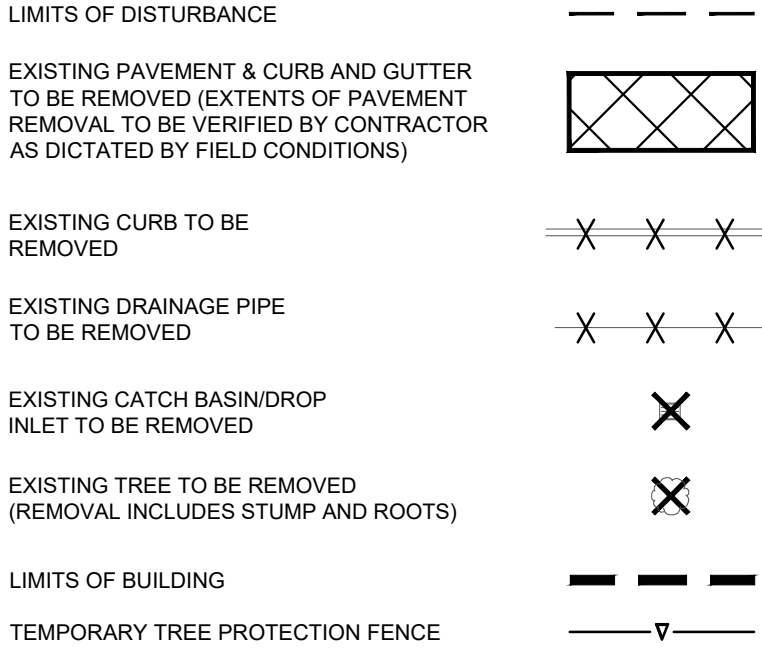 LIMITS OF DISTURBANCE
EXISTING PAVEMENT & CURB AND GUTTER
TO BE REMOVED (EXTENTS OF PAVEMENT
REMOVAL TO BE VERIFIED BY CONTRACTOR
AS DICTATED BY FIELD CONDITIONS)
EXISTING CURB TO BE
REMOVED
EXISTING DRAINAGE PIPE
TO BE REMOVED
EXISTING CATCH BASIN/DROP
INLET TO BE REMOVED
EXISTING TREE TO BE REMOVED
(REMOVAL INCLUDES STUMP AND ROOTS)
LIMITS OF BUILDING
TEMPORARY TREE PROTECTION FENCE